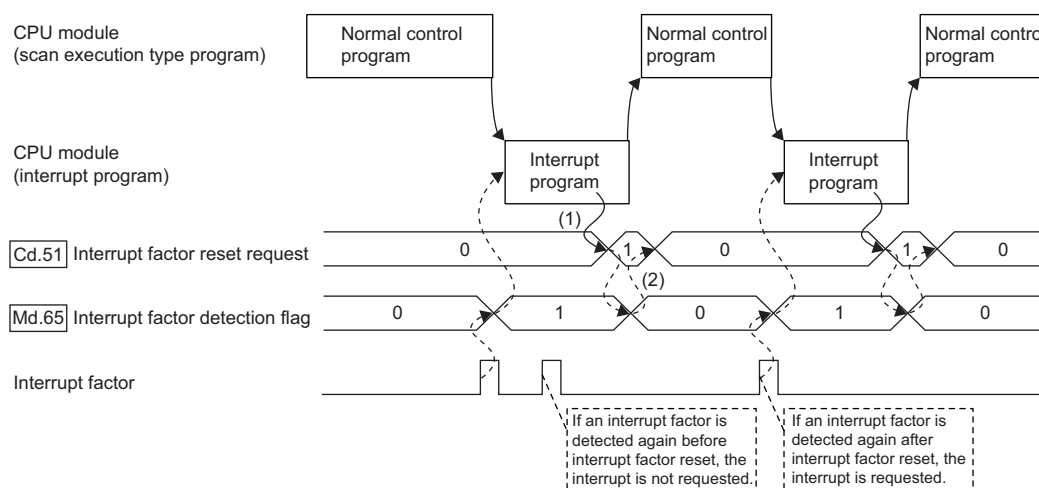 CPU module
(scan execution type program)
Normal control
program
Normal control
program
Normal control
program
CPU module
(interrupt program)
Interrupt
program
Interrupt
program
(1)
Cd.51 Interrupt factor reset request
0 1 0 1 0
(2)
Md.65 Interrupt factor detection flag
0 1 0 1 0
Interrupt factor
If an interrupt factor is
detected again before
interrupt factor reset, the
interrupt is not requested.
If an interrupt factor is
detected again after
interrupt factor reset, the
interrupt is requested.